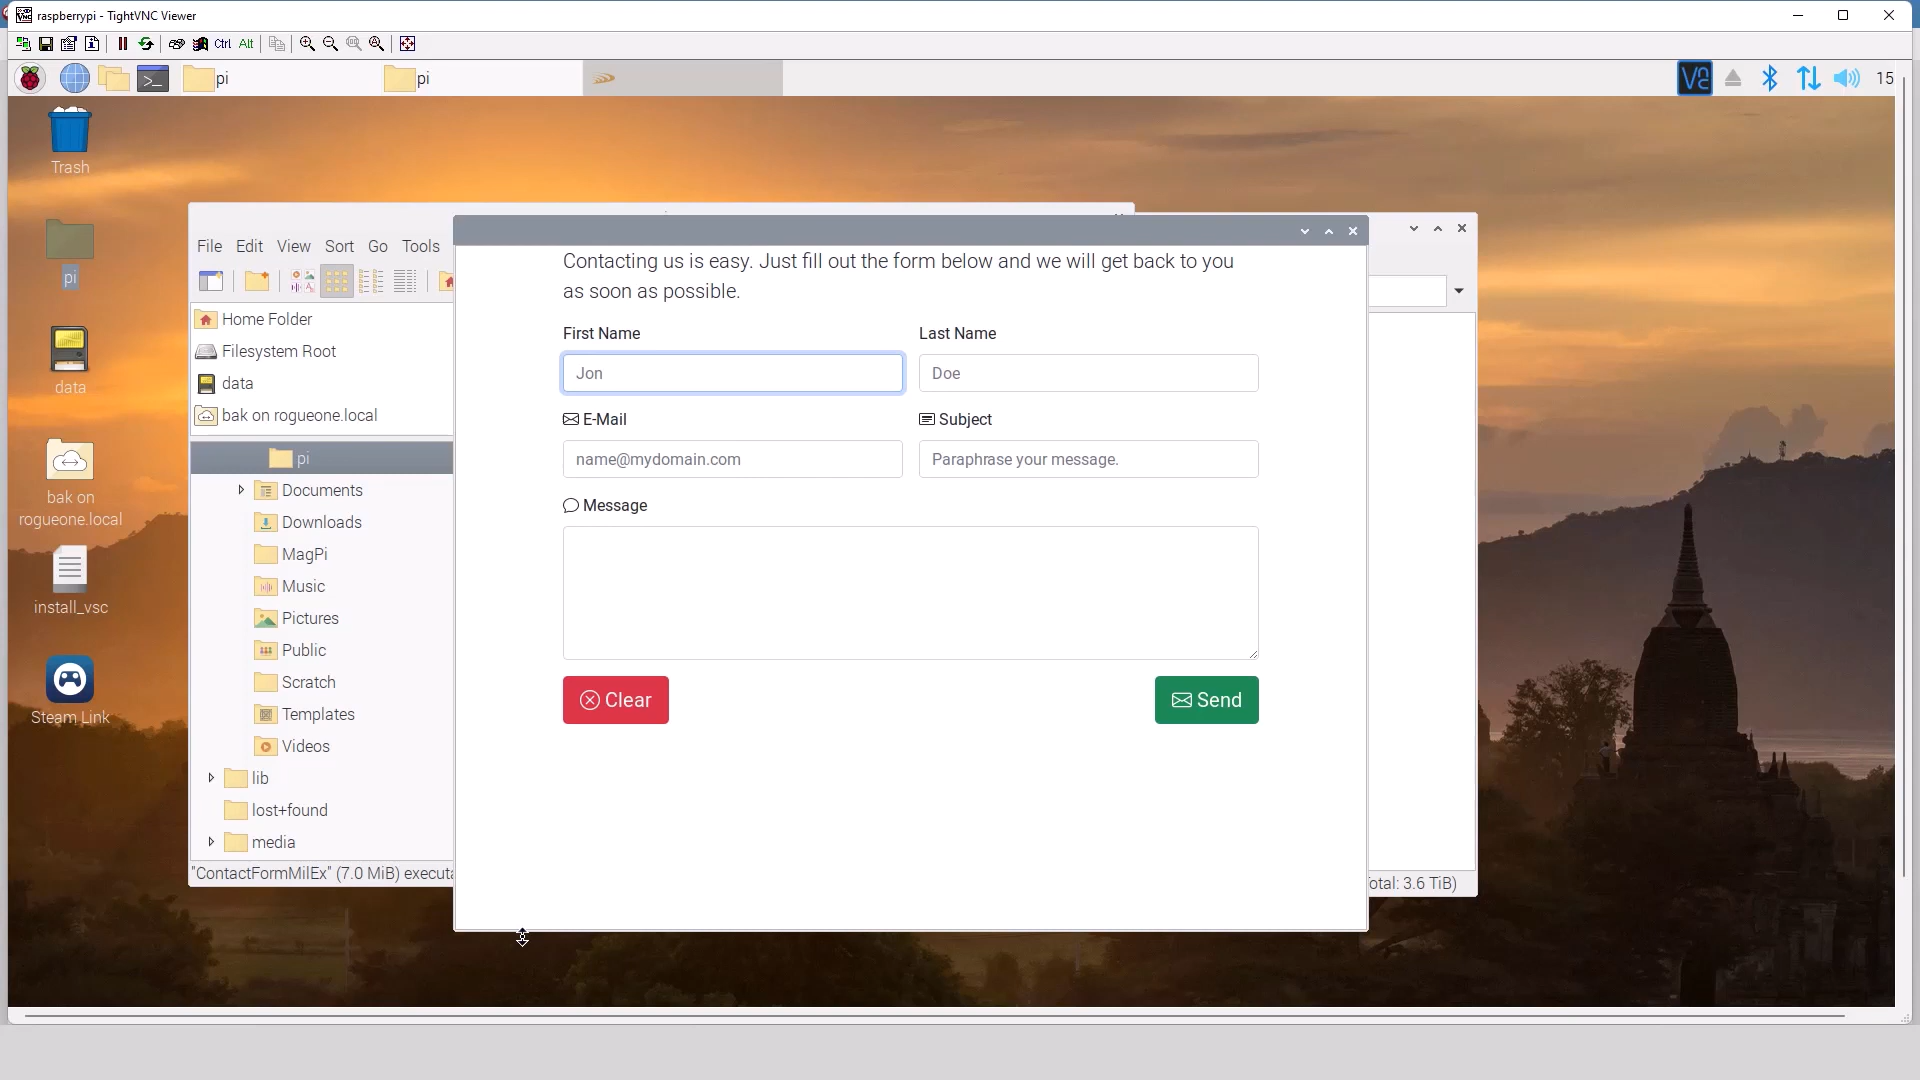 raspberrypi - TightVNC Viewer
Ctrl Alt
pi
pi
VNC
15
Trash
pi
data
bak on
rogueone.local
install_vsc
Steam Link
File Edit View Sort Go Tools
Home Folder
Filesystem Root
data
bak on rogueone.local
pi
Documents
Downloads
MagPi
Music
Pictures
Public
Scratch
Templates
Videos
lib
lost+found
media
"ContactFormMilEx" (7.0 MiB) executa
Contacting us is easy. Just fill out the form below and we will get back to you
as soon as possible.
First Name
Last Name
Jon
Doe
E-Mail
Subject
name@mydomain.com
Paraphrase your message.
Message
Clear
Send
otal: 3.6 TiB)